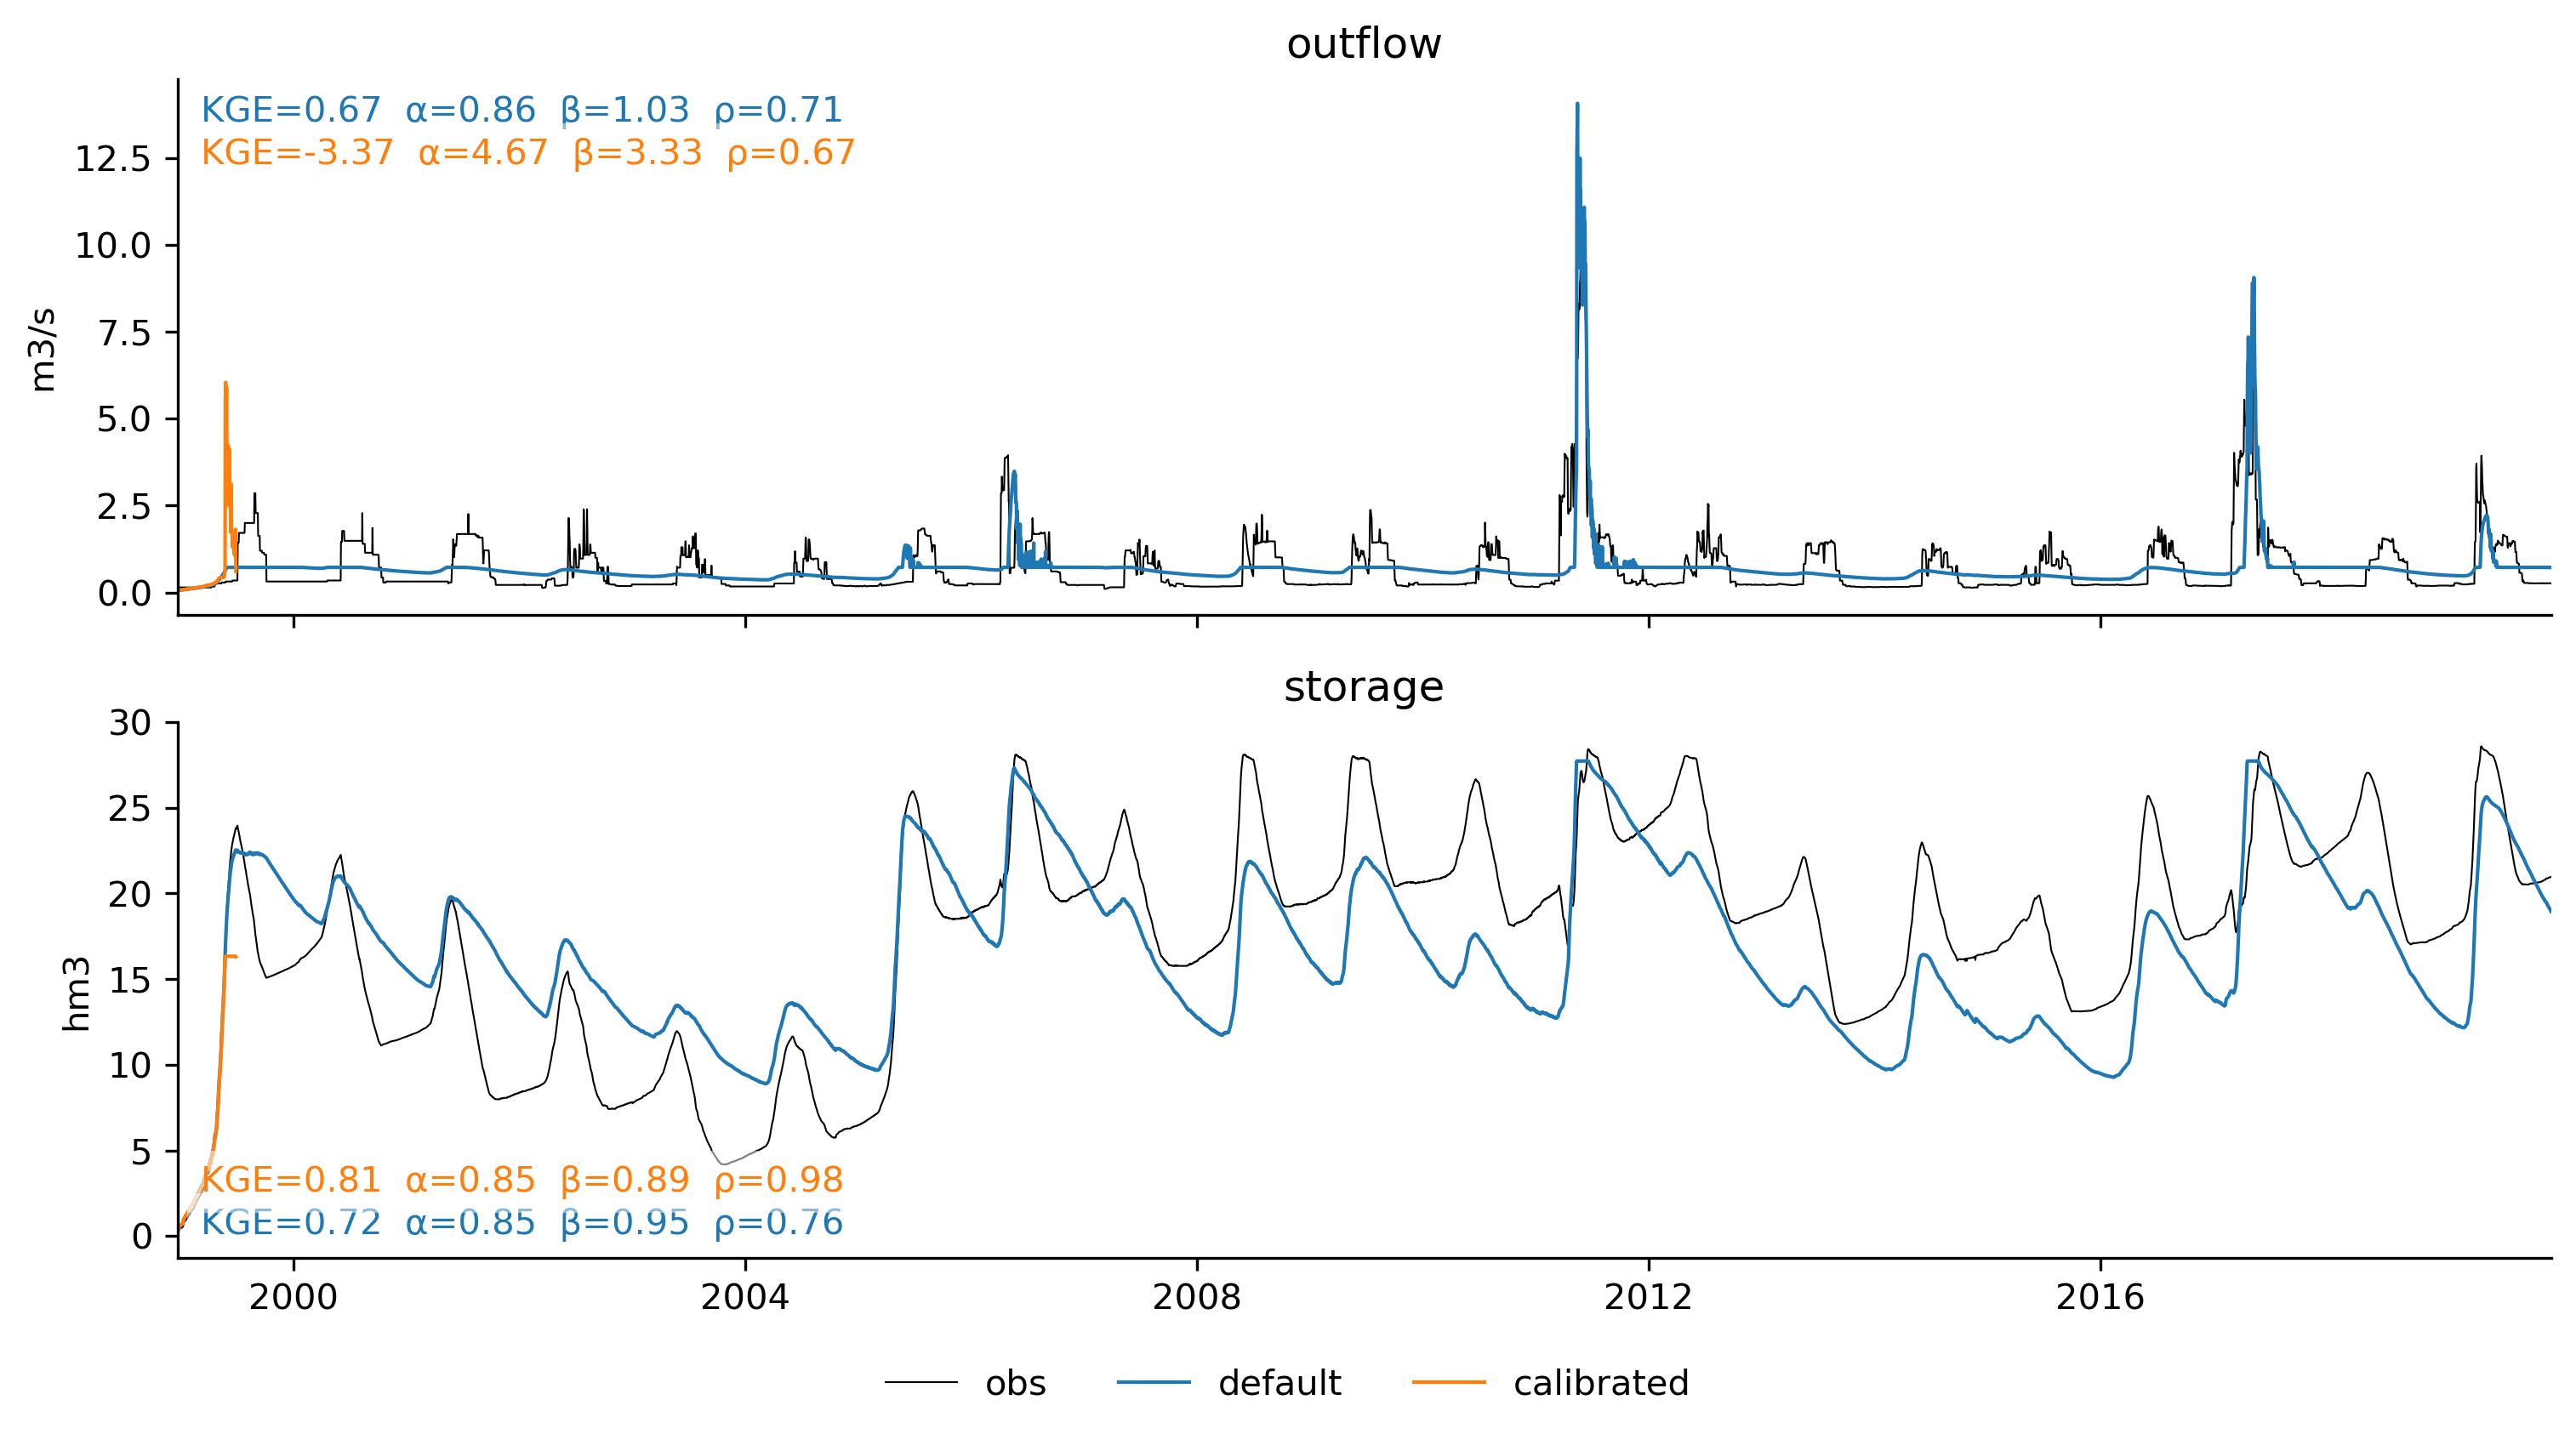 outflow
KGE=0.67 α=0.86 β=1.03 ρ=0.71
KGE=-3.37 α=4.67 β=3.33 ρ=0.67
m3/s
12.5
10.0
7.5
5.0
2.5
0.0
storage
hm3
30
25
20
15
10
5
0
KGE=0.81 α=0.85 β=0.89 ρ=0.98
KGE=0.72 α=0.85 β=0.95 ρ=0.76
2000 2004 2008 2012 2016
obs default calibrated